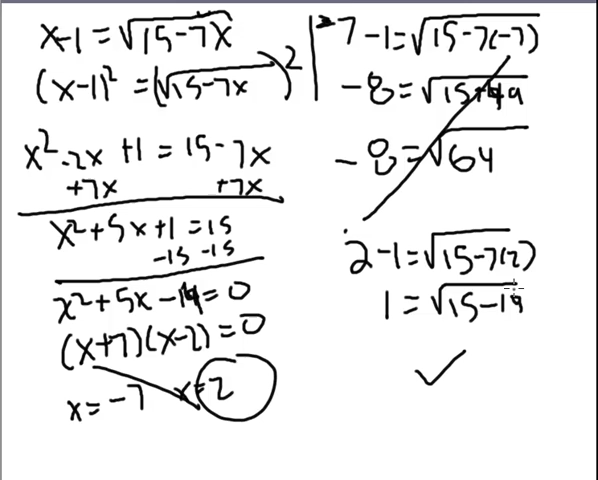 x-1=√15-7x
(x-1)² =(√15-7x)²
x²-2x+1=15-7x
+7x +7x
x²+5x+1=15
-15 -15
x²+5x-14=0
(x+7)(x-2)=0
x=-7 x=2
-7-1=√15-7(-7)
-8=√15+49
-8=√64
2-1=√15-7(2)
1=√15-14
✓